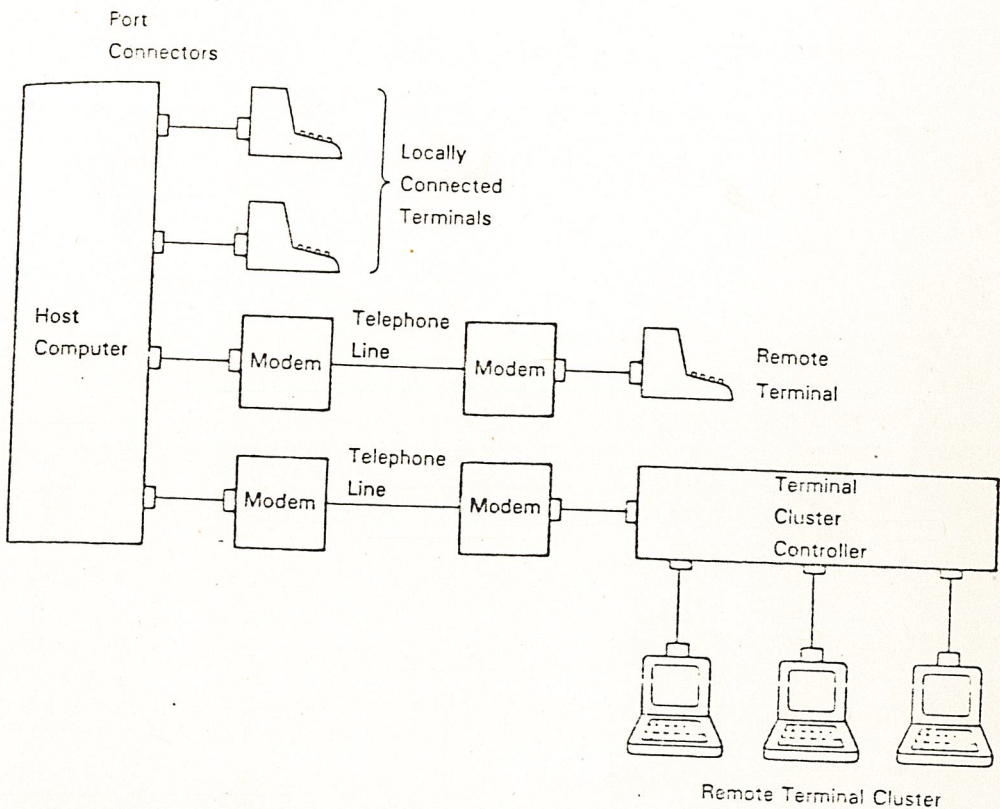 Port
Connectors
Locally
Connected
Terminals
Host
Computer
Modem
Telephone
Line
Modem
Remote
Terminal
Modem
Telephone
Line
Modem
Terminal
Cluster
Controller
Remote Terminal Cluster